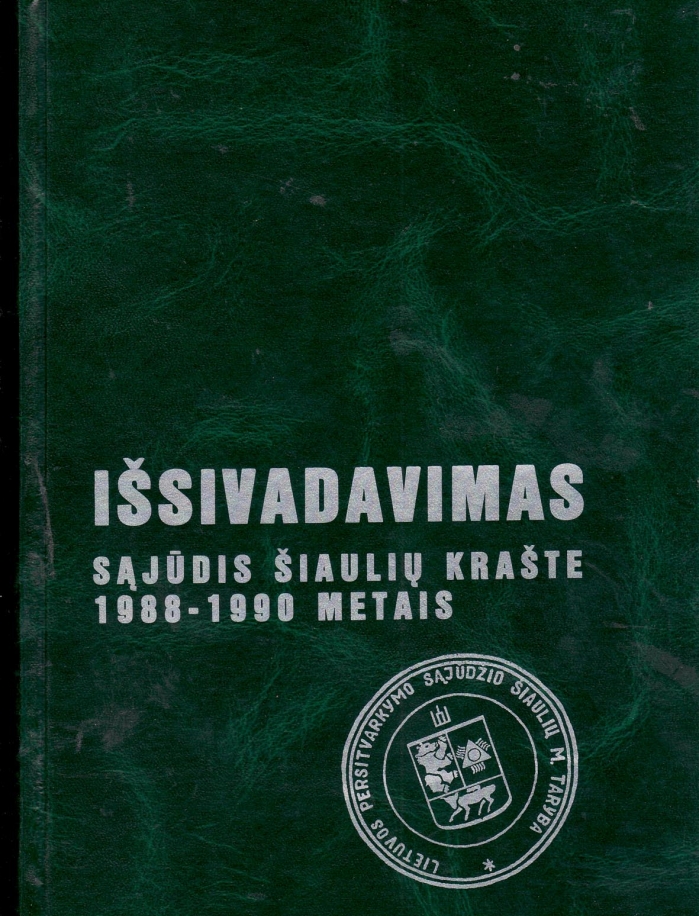 IŠSIVADAVIMAS
SĄJŪDIS ŠIAULIŲ KRAŠTE
1988-1990 METAIS
LIETUVOS PERSITVARKYMO SĄJŪDŽIO ŠIAULIŲ M. TARYBA *